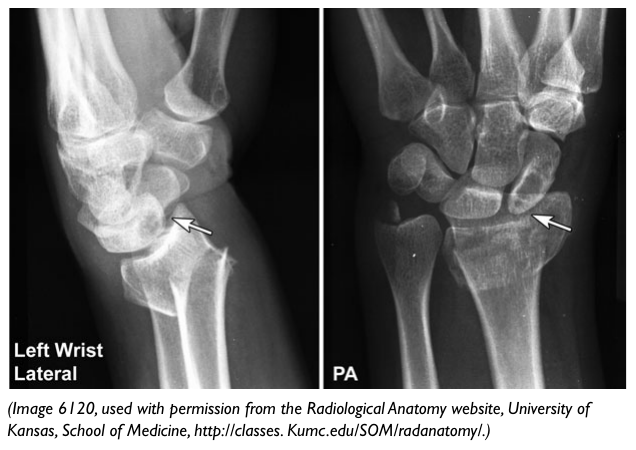 Left Wrist
Lateral
PA
(Image 6120, used with permission from the Radiological Anatomy website, University of
Kansas, School of Medicine, http://classes. Kumc.edu/SOM/radanatomy/.)